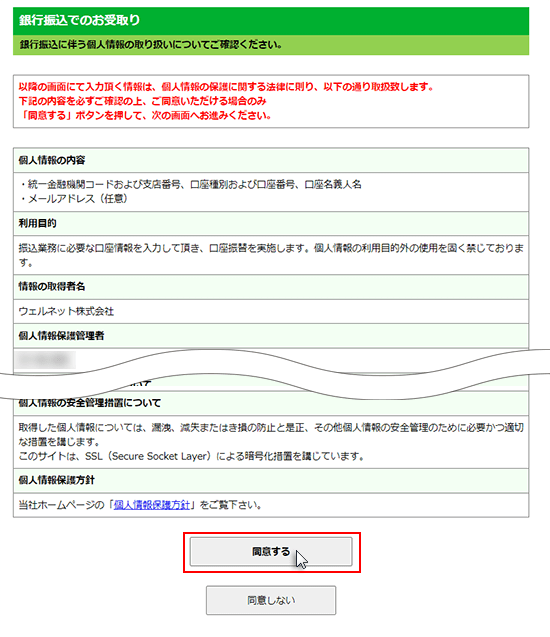 銀行振込でのお受取り
銀行振込に伴う個人情報の取り扱いについてご確認ください。
以降の画面にて入力頂く情報は、個人情報の保護に関する法律に則り、以下の通り取扱致します。
下記の内容を必ずご確認の上、ご同意いただける場合のみ
「同意する」ボタンを押して、次の画面へお進みください。
個人情報の内容
・統一金融機関コードおよび支店番号、口座種別および口座番号、口座名義人名
・メールアドレス（任意）
利用目的
振込業務に必要な口座情報を入力して頂き、口座振替を実施します。個人情報の利用目的外の使用を固く禁じておりま
す。
情報の取得者名
ウェルネット株式会社
個人情報保護管理者
いて
個人情報の安全管理措置について
取得した個人情報については、漏洩、減失またはき損の防止と是正、その他個人情報の安全管理のために必要かつ適切
な措置を講じます。
このサイトは、SSL（Secure Socket Layer）による暗号化措置を講じています。
個人情報保護方針
当社ホームページの「個人情報保護方針」をご覧下さい。
同意する
同意しない